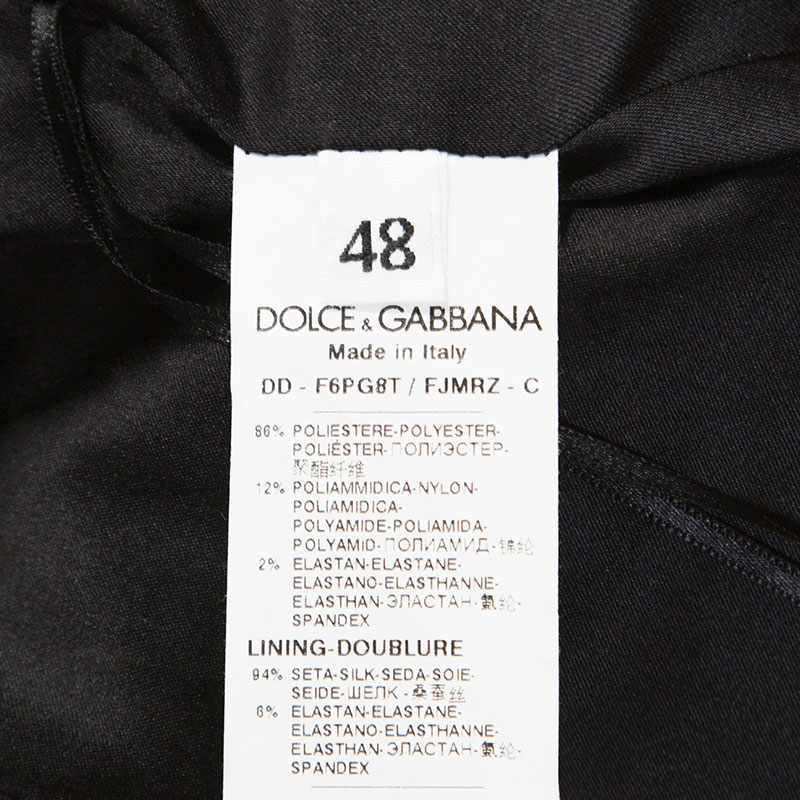 48
DOLCE & GABBANA
Made in Italy
DD - F6PG8T / FJMRZ - C
86% POLIESTERE-POLYESTER-
POLIÉSTER-ПОЛИЭСТЕР-
聚酯纤维
12% POLIAMMIDICA-NYLON-
POLIAMIDICA-
POLYAMIDE-POLIAMIDA-
POLYAMID-ПОЛИАМИД-锦纶
2% ELASTAN-ELASTANE-
ELASTANO-ELASTHANNE-
ELASTHAN-ЭЛАСТАН-氨纶-
SPANDEX
LINING-DOUBLURE
94% SETA-SILK-SEDA-SOIE-
SEIDE-ШЕЛК-桑蚕丝
6% ELASTAN-ELASTANE-
ELASTANO-ELASTHANNE-
ELASTHAN-ЭЛАСТАН-氨纶-
SPANDEX